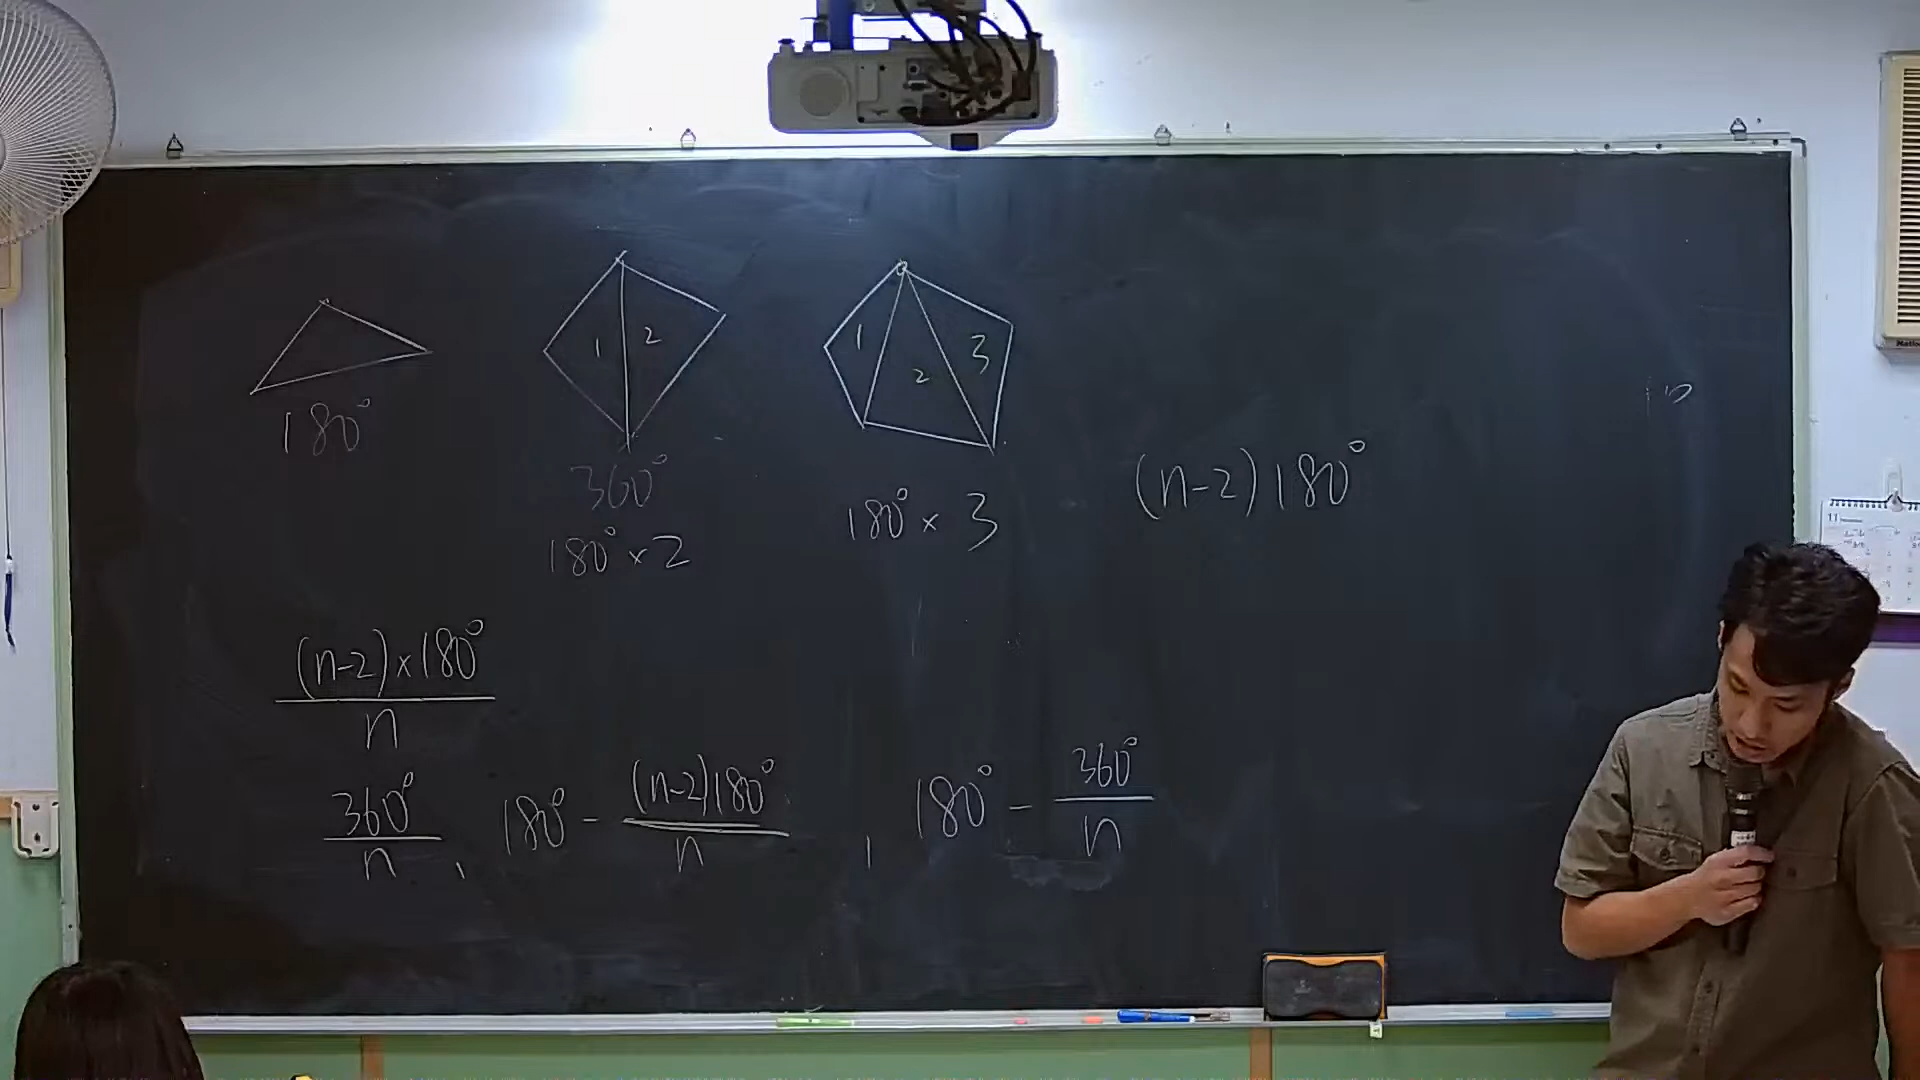 1 2
1 2 3
180°
360°
180° × 2
180° × 3
(n-2) 180°
(n-2) × 180° / n
360° / n , 180° - (n-2)180° / n , 180° - 360° / n
11